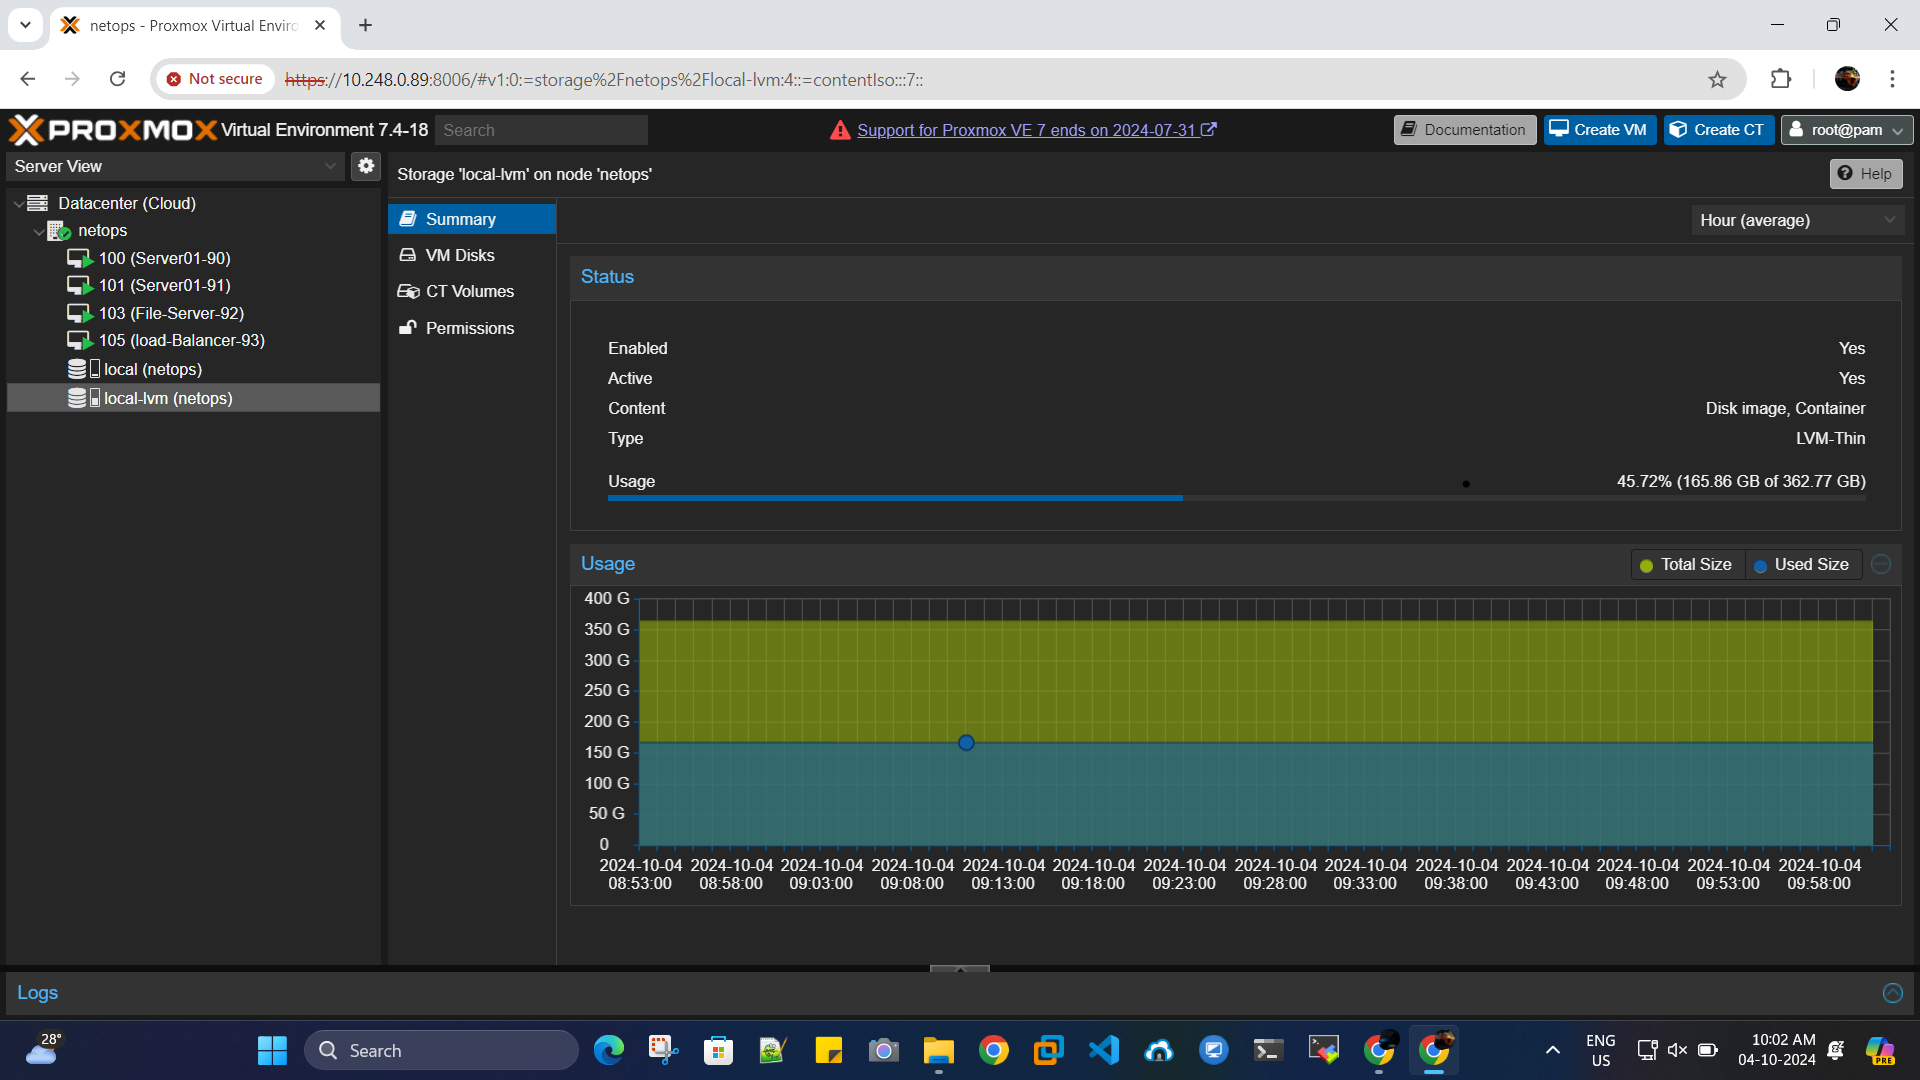 netops - Proxmox Virtual Enviro
Not secure https://10.248.0.89:8006/#v1:0:=storage%2Fnetops%2Flocal-lvm:4::=contentIso:::7::
PROXMOX Virtual Environment 7.4-18 Search Support for Proxmox VE 7 ends on 2024-07-31 Documentation Create VM Create CT root@pam
Server View
Storage 'local-lvm' on node 'netops' Help
Datacenter (Cloud)
netops
100 (Server01-90)
101 (Server01-91)
103 (File-Server-92)
105 (load-Balancer-93)
local (netops)
local-lvm (netops)
Summary
VM Disks
CT Volumes
Permissions
Hour (average)
Status
Enabled Yes
Active Yes
Content Disk image, Container
Type LVM-Thin
Usage 45.72% (165.86 GB of 362.77 GB)
Usage Total Size Used Size
400 G
350 G
300 G
250 G
200 G
150 G
100 G
50 G
0
2024-10-04 2024-10-04 2024-10-04 2024-10-04 2024-10-04 2024-10-04 2024-10-04 2024-10-04 2024-10-04 2024-10-04 2024-10-04 2024-10-04 2024-10-04 2024-10-04
08:53:00 08:58:00 09:03:00 09:08:00 09:13:00 09:18:00 09:23:00 09:28:00 09:33:00 09:38:00 09:43:00 09:48:00 09:53:00 09:58:00
Logs
28°
Search
ENG
US
10:02 AM
04-10-2024
PRE